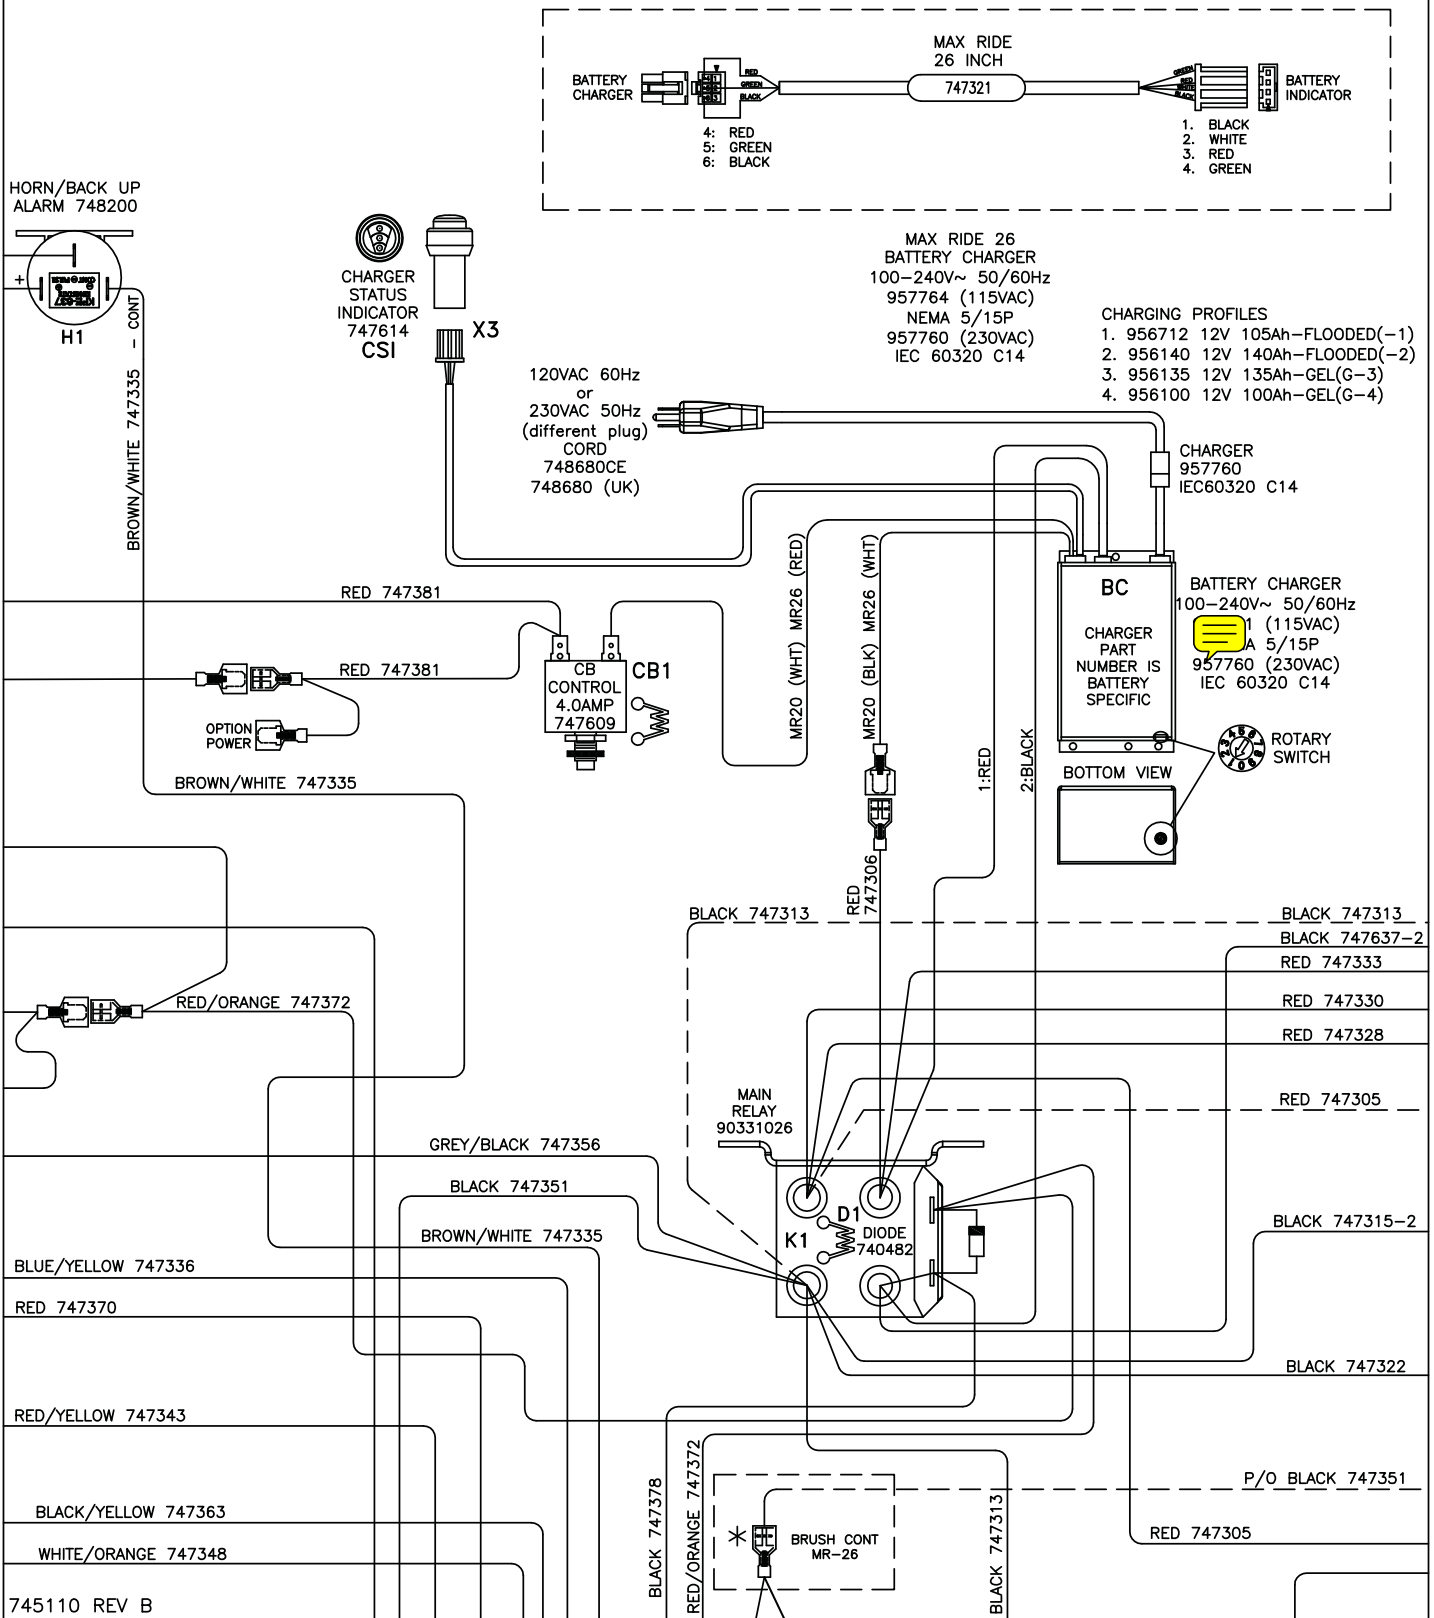 MAX RIDE
26 INCH
747321
BATTERY
CHARGER
RED
GREEN
BLACK
4: RED
5: GREEN
6: BLACK
GREEN
RED
WHITE
BLACK
BATTERY
INDICATOR
1. BLACK
2. WHITE
3. RED
4. GREEN
HORN/BACK UP
ALARM 748200
+
H1
BROWN/WHITE 747335 - CONT
CHARGER
STATUS
INDICATOR
747614
CSI
X3
MAX RIDE 26
BATTERY CHARGER
100-240V~ 50/60Hz
957764 (115VAC)
NEMA 5/15P
957760 (230VAC)
IEC 60320 C14
CHARGING PROFILES
1. 956712 12V 105Ah-FLOODED(-1)
2. 956140 12V 140Ah-FLOODED(-2)
3. 956135 12V 135Ah-GEL(G-3)
4. 956100 12V 100Ah-GEL(G-4)
120VAC 60Hz
or
230VAC 50Hz
(different plug)
CORD
748680CE
748680 (UK)
CHARGER
957760
IEC60320 C14
MR20 (WHT) MR26 (RED)
MR20 (BLK) MR26 (WHT)
1:RED
2:BLACK
BC
CHARGER
PART
NUMBER IS
BATTERY
SPECIFIC
BATTERY CHARGER
100-240V~ 50/60Hz
1 (115VAC)
A 5/15P
957760 (230VAC)
IEC 60320 C14
ROTARY
SWITCH
BOTTOM VIEW
RED 747381
RED 747381
OPTION
POWER
CB
CONTROL
4.0AMP
747609
CB1
BROWN/WHITE 747335
RED
747306
BLACK 747313
BLACK 747313
BLACK 747637-2
RED 747333
RED/ORANGE 747372
RED 747330
RED 747328
RED 747305
MAIN
RELAY
90331026
GREY/BLACK 747356
BLACK 747351
BROWN/WHITE 747335
K1
D1
DIODE
740482
BLACK 747315-2
BLUE/YELLOW 747336
RED 747370
BLACK 747322
RED/YELLOW 747343
BLACK/YELLOW 747363
WHITE/ORANGE 747348
BLACK 747378
RED/ORANGE 747372
BRUSH CONT
MR-26
BLACK 747313
P/O BLACK 747351
RED 747305
745110 REV B